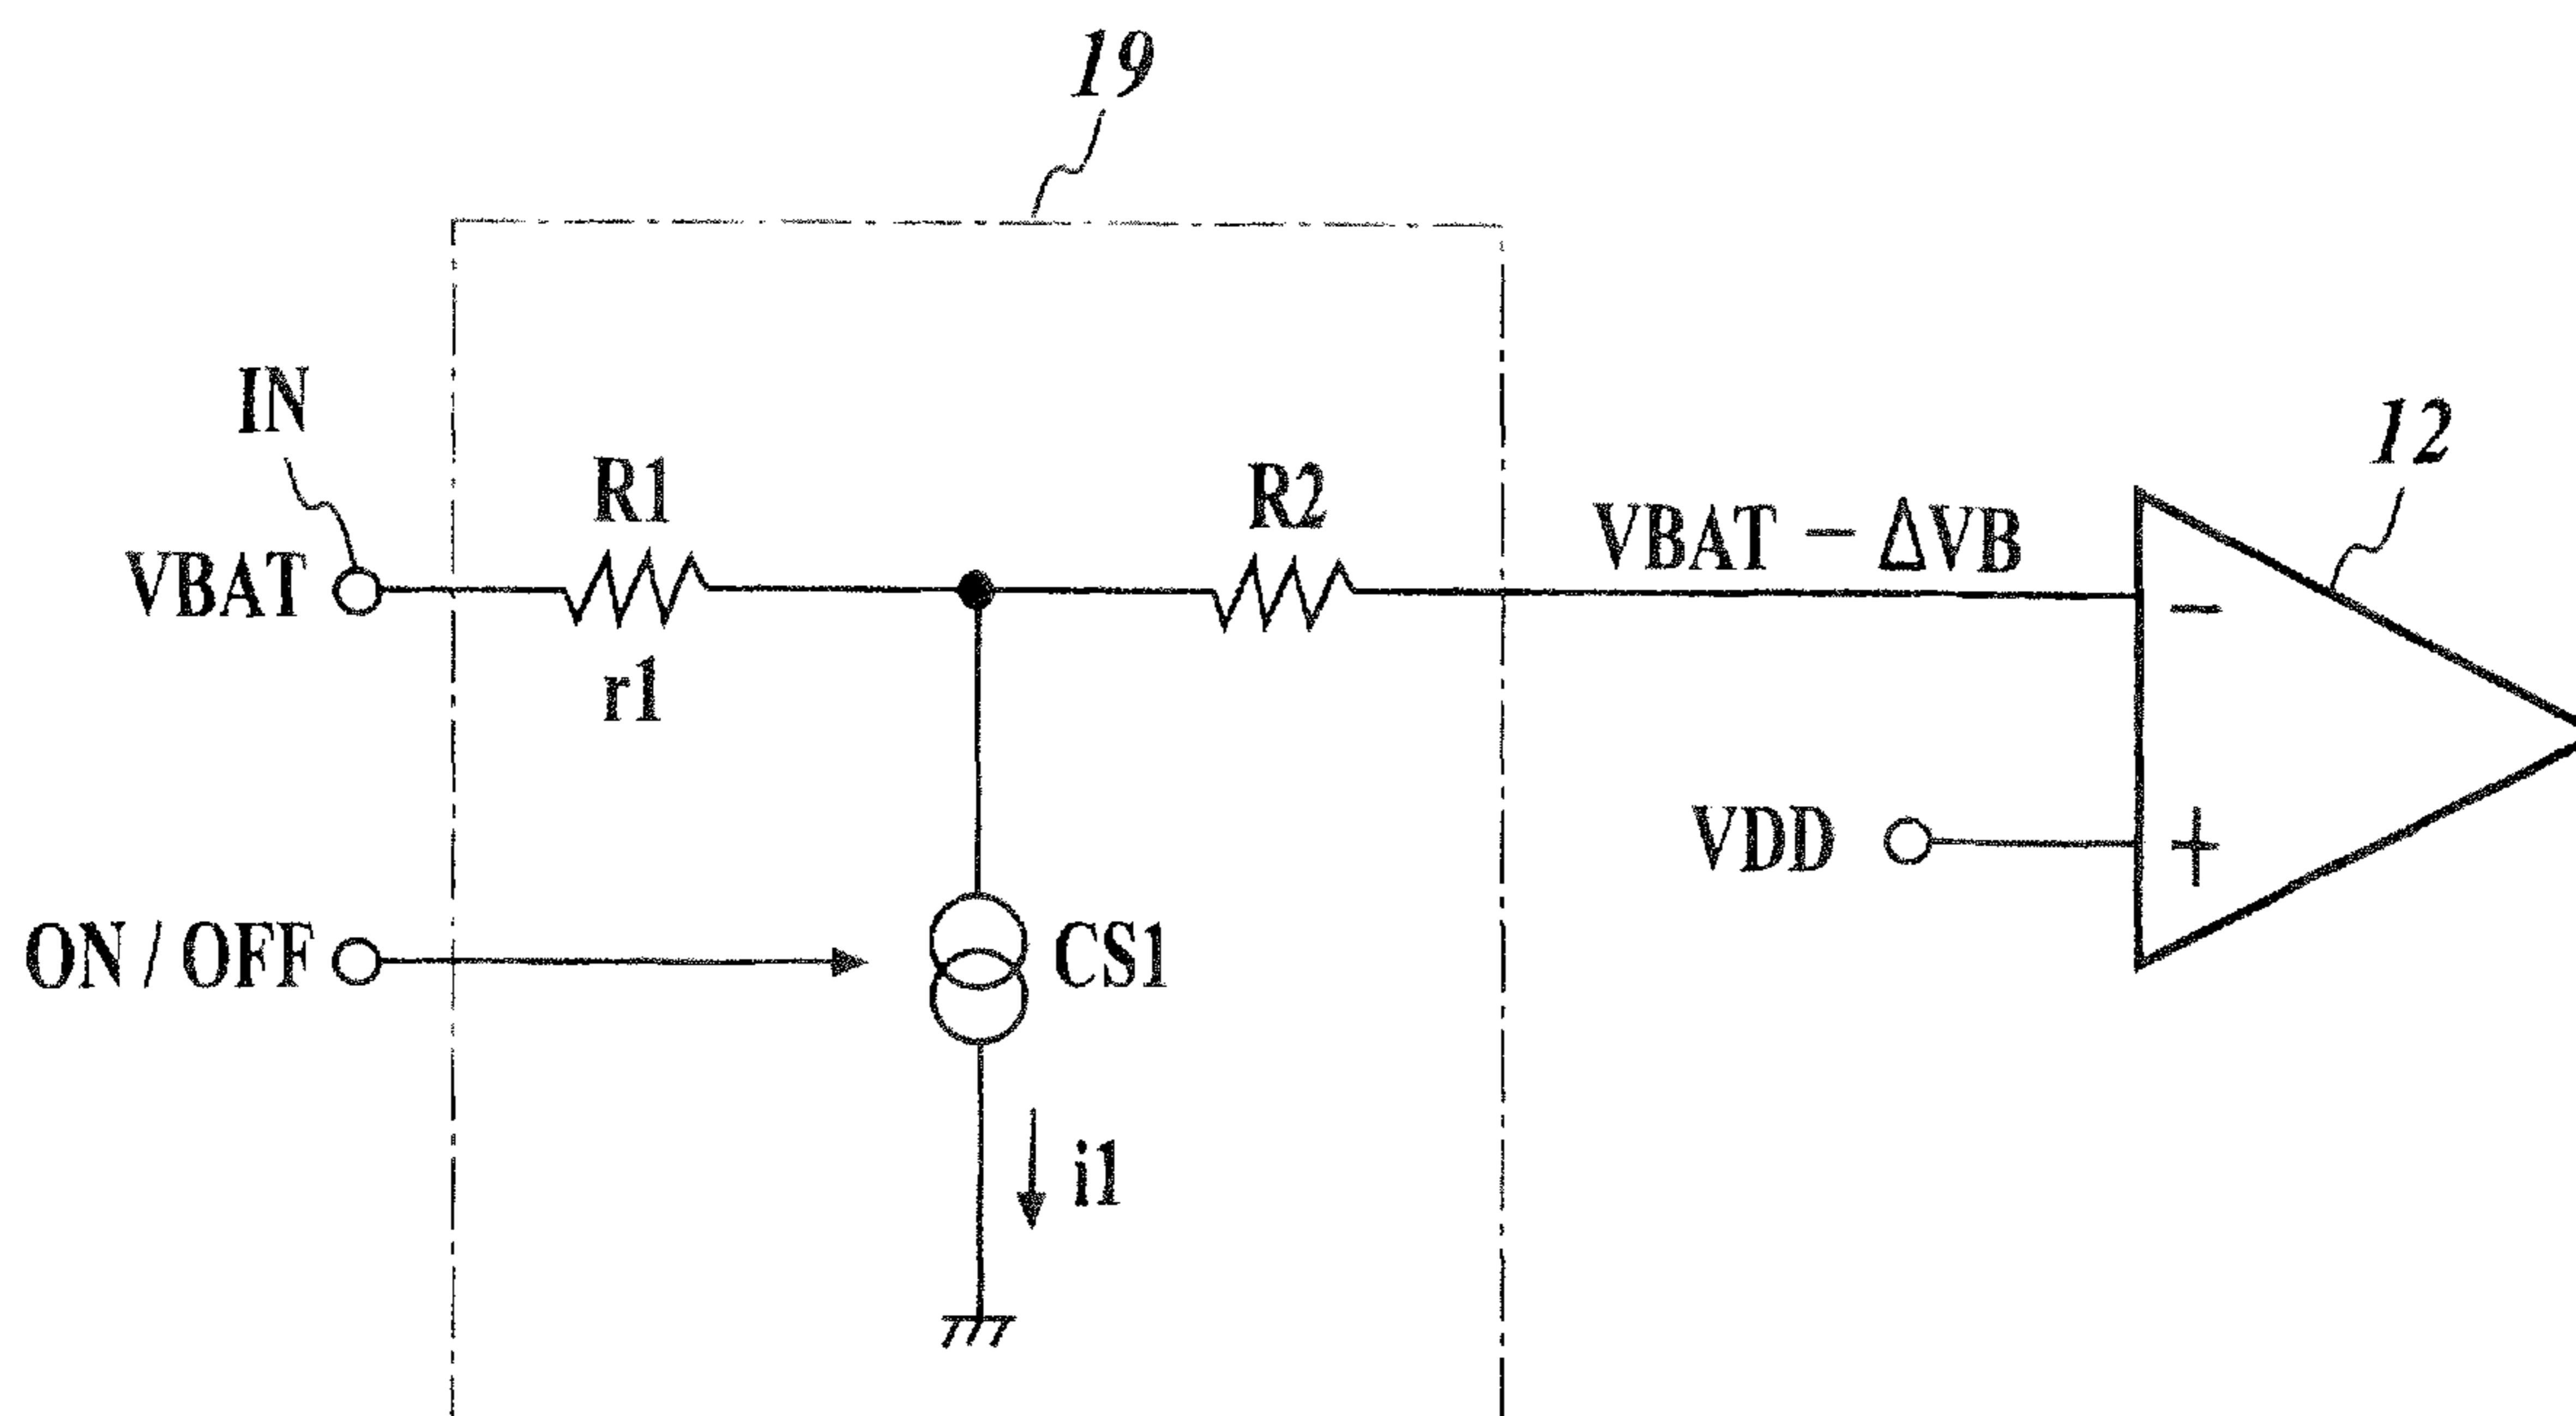 19
IN
12
R1
R2
VBAT − ΔVB
VBAT
−
r1
VDD
+
ON / OFF
CS1
i1